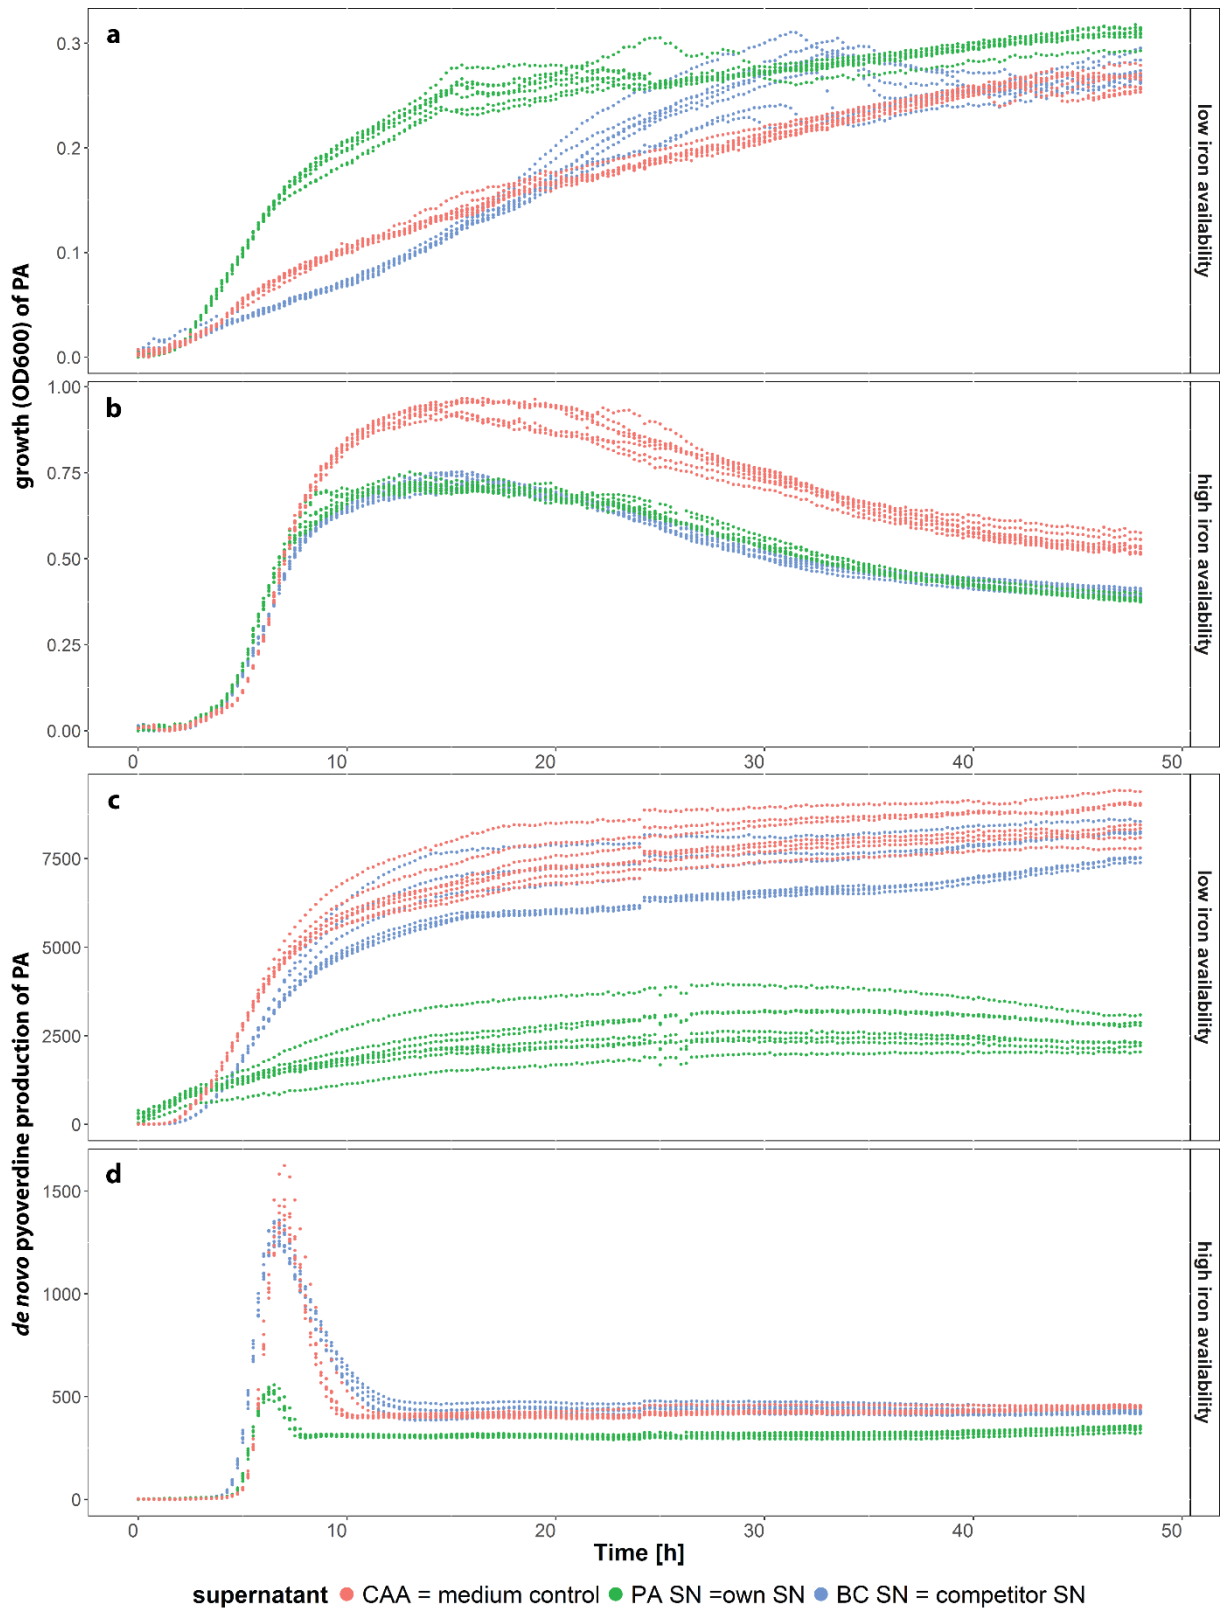 a
0.3
0.2
0.1
0.0
low iron availability
growth (OD600) of PA
b
1.00
0.75
0.50
0.25
0.00
high iron availability
0 10 20 30 40 50
c
7500
5000
2500
0
low iron availability
de novo pyoverdine production of PA
d
1500
1000
500
0
high iron availability
0 10 20 30 40 50
Time [h]
supernatant CAA = medium control PA SN =own SN BC SN = competitor SN